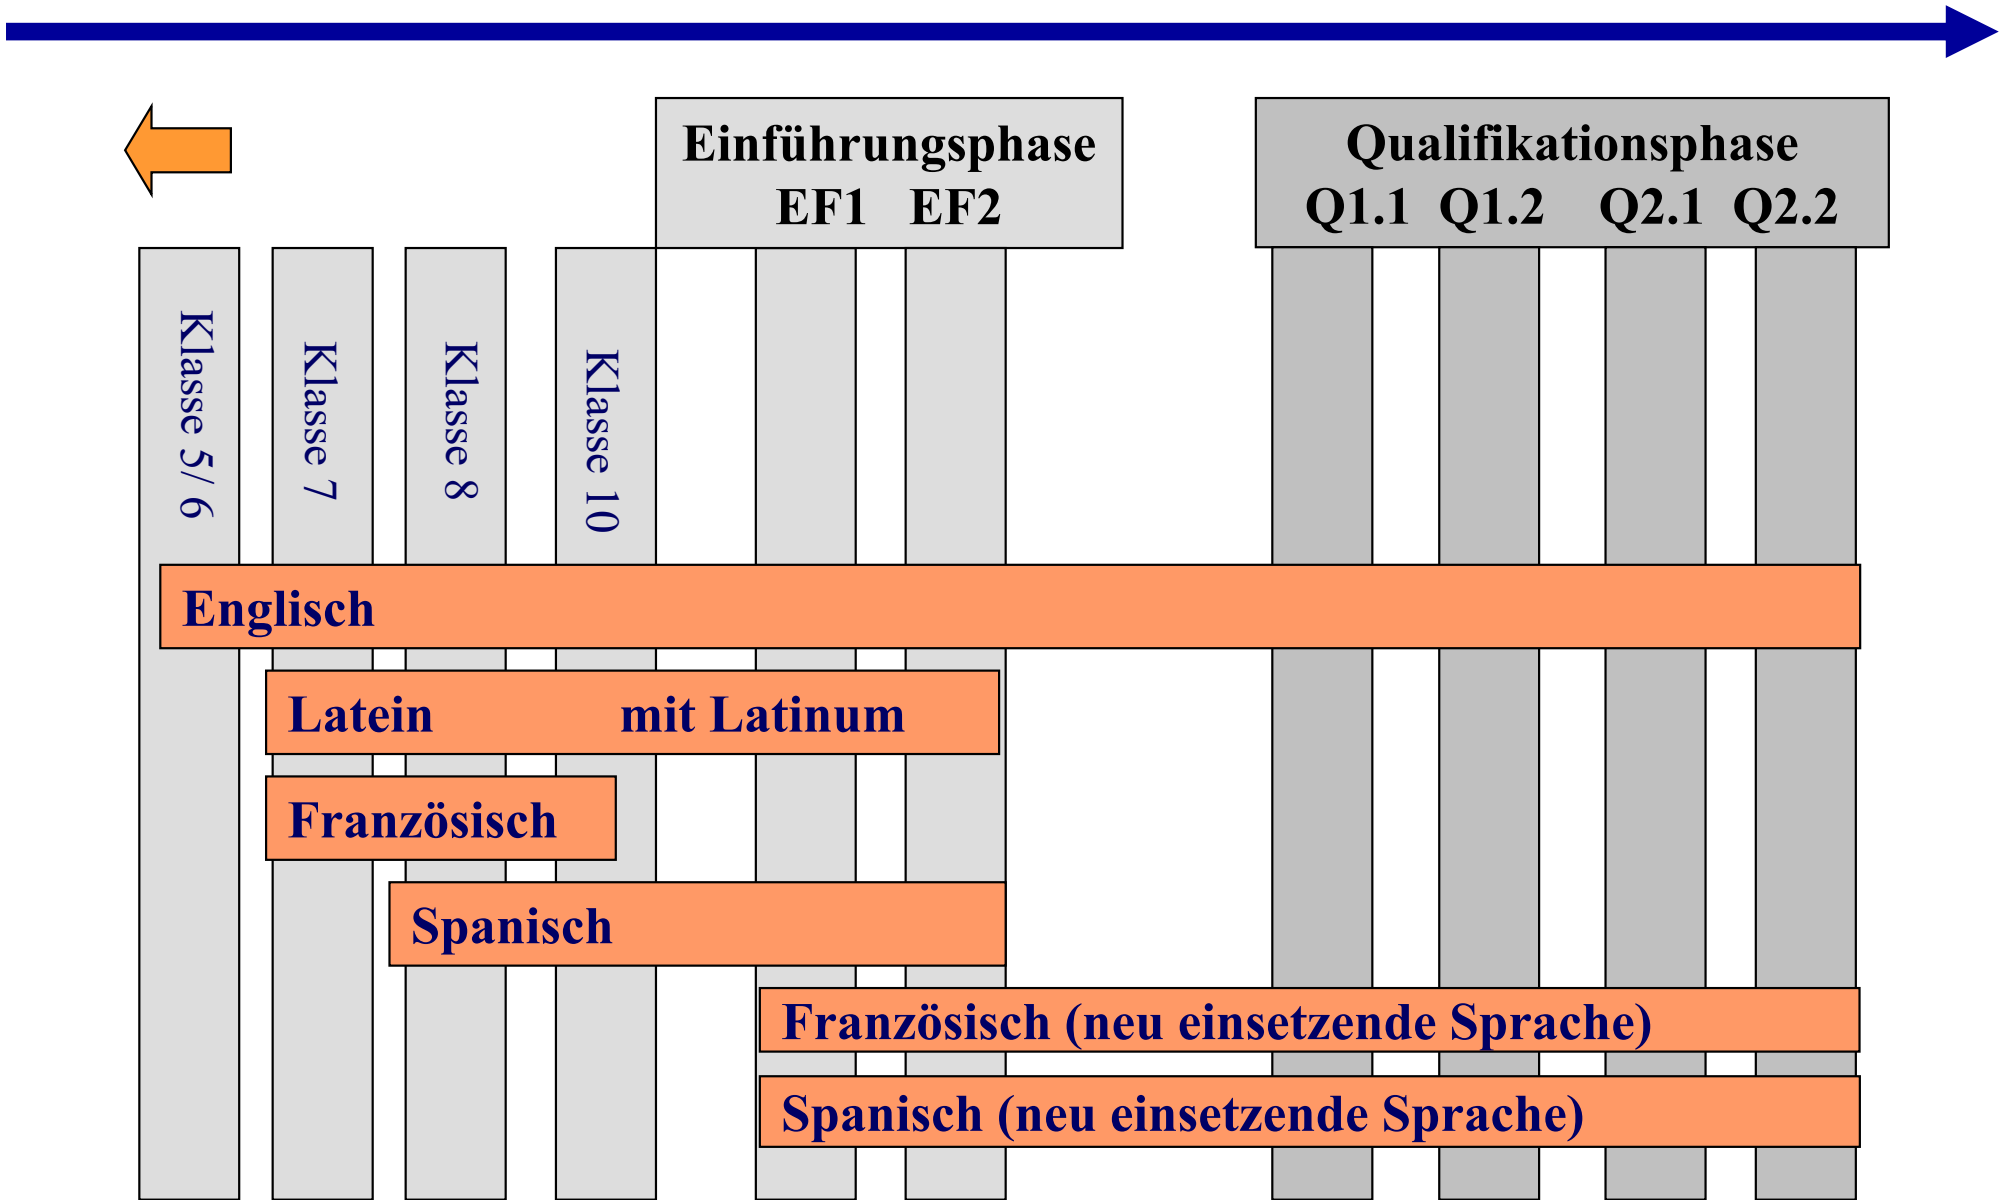 Einführungsphase
EF1 EF2
Qualifikationsphase
Q1.1 Q1.2 Q2.1 Q2.2
Klasse 5/ 6
Klasse 7
Klasse 8
Klasse 10
Englisch
Latein mit Latinum
Französisch
Spanisch
Französisch (neu einsetzende Sprache)
Spanisch (neu einsetzende Sprache)